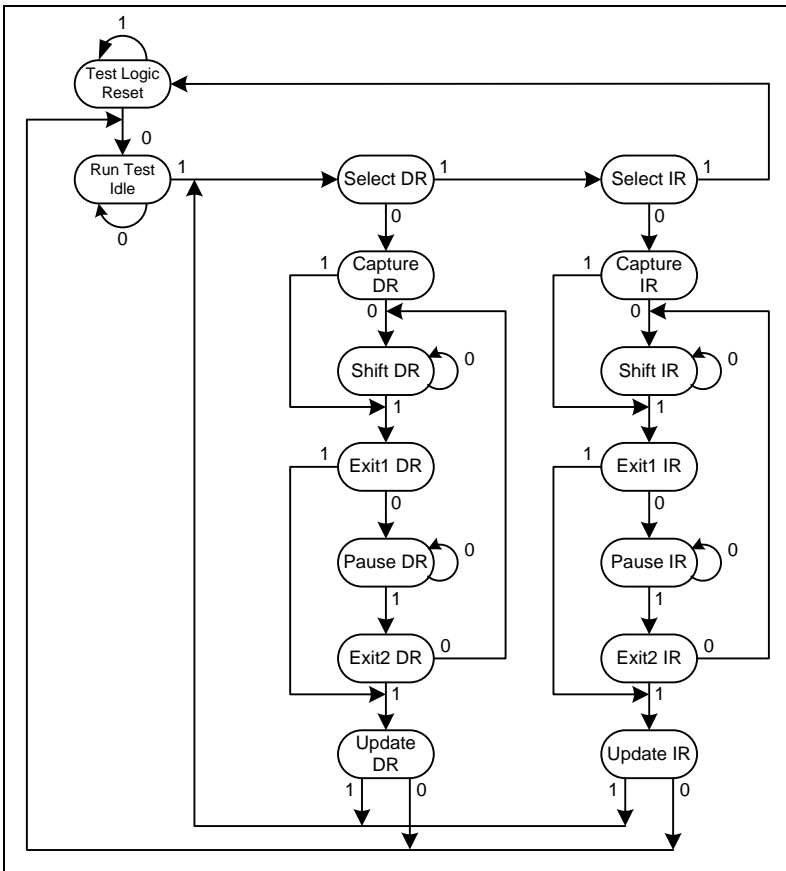 1
Test Logic
Reset
0
Run Test
Idle
1
0
Select DR
1
Select IR
1
0
0
Capture
DR
1
0
Capture
IR
1
0
Shift DR
0
1
Shift IR
0
1
Exit1 DR
1
0
Exit1 IR
1
0
Pause DR
0
1
Pause IR
0
1
Exit2 DR
0
1
Exit2 IR
0
1
Update
DR
1
0
Update IR
1
0